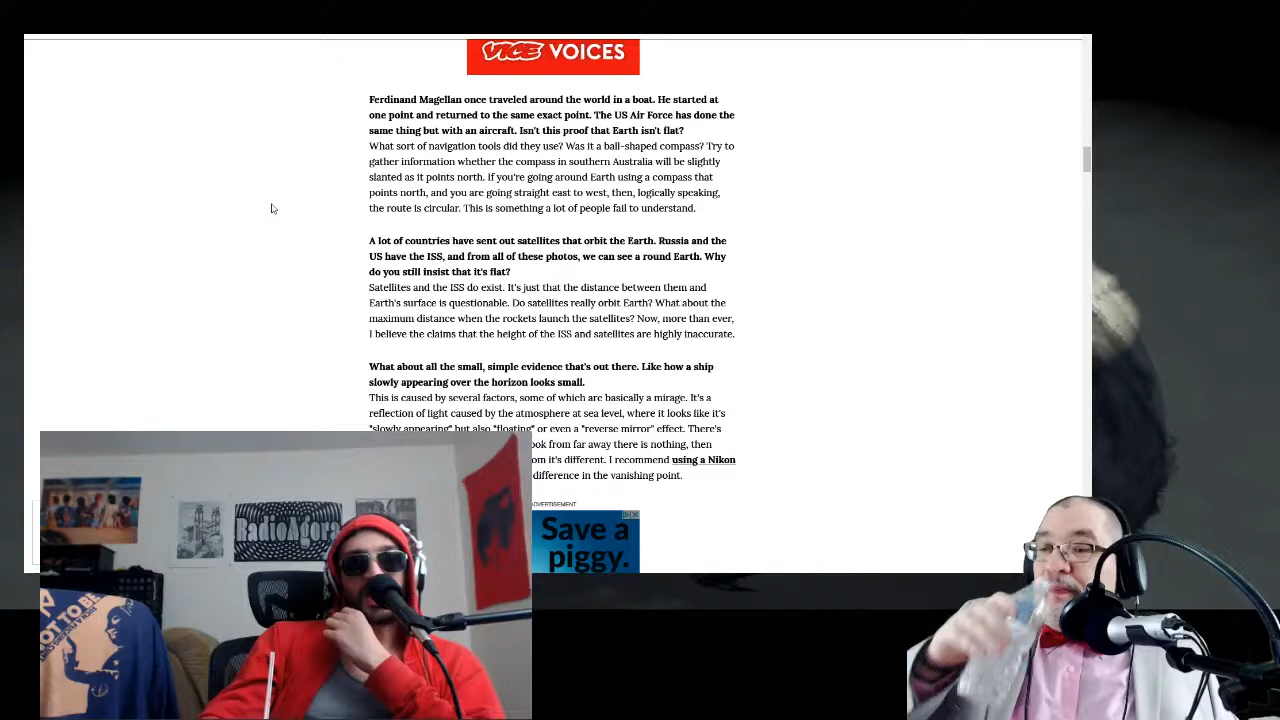 VICE VOICES
Ferdinand Magellan once traveled around the world in a boat. He started at
one point and returned to the same exact point. The US Air Force has done the
same thing but with an aircraft. Isn't this proof that Earth isn't flat?
What sort of navigation tools did they use? Was it a ball-shaped compass? Try to
gather information whether the compass in southern Australia will be slightly
slanted as it points north. If you're going around Earth using a compass that
points north, and you are going straight east to west, then, logically speaking,
the route is circular. This is something a lot of people fail to understand.
A lot of countries have sent out satellites that orbit the Earth. Russia and the
US have the ISS, and from all of these photos, we can see a round Earth. Why
do you still insist that it's flat?
Satellites and the ISS do exist. It's just that the distance between them and
Earth's surface is questionable. Do satellites really orbit Earth? What about the
maximum distance when the rockets launch the satellites? Now, more than ever,
I believe the claims that the height of the ISS and satellites are highly inaccurate.
What about all the small, simple evidence that's out there. Like how a ship
slowly appearing over the horizon looks small.
This is caused by several factors, some of which are basically a mirage. It's a
reflection of light caused by the atmosphere at sea level, where it looks like it's
"slowly appearing" but also "floating" or even a "reverse mirror" effect. There's
from far away there is nothing, then
it's different. I recommend using a Nikon
difference in the vanishing point.
Save a
piggy.
RadioAgora